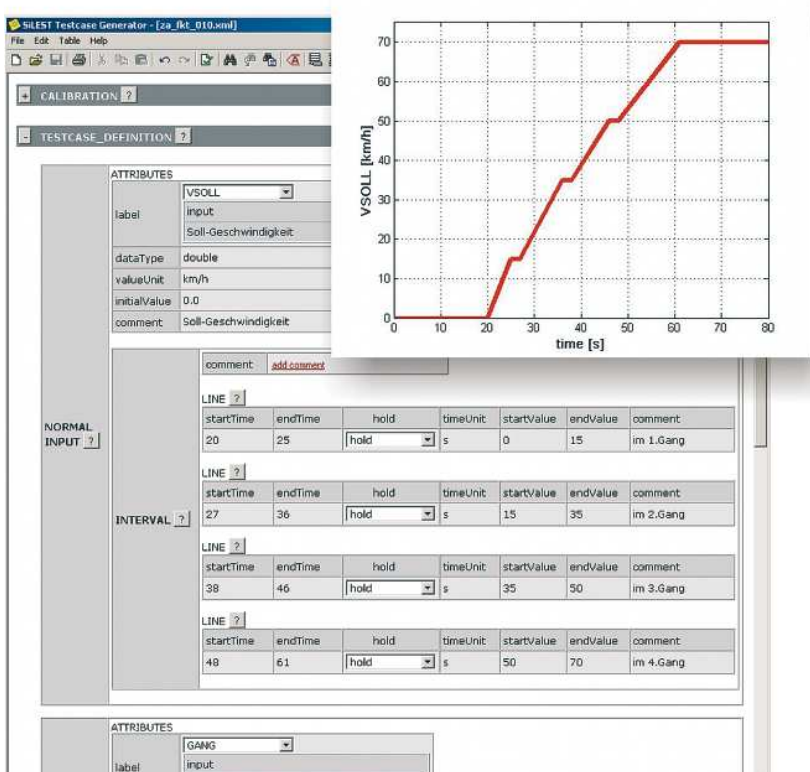 SiLEST Testcase Generator - [za_fkt_010.xml]
File Edit Table Help
+ CALIBRATION ?
- TESTCASE_DEFINITION ?
ATTRIBUTES
label
VSOLL
input
Soll-Geschwindigkeit
dataType double
valueUnit km/h
initialValue 0.0
comment Soll-Geschwindigkeit
VSOLL [km/h]
70
60
50
40
30
20
10
0
0 10 20 30 40 50 60 70 80
time [s]
NORMAL
INPUT ?
INTERVAL ?
comment add comment
LINE ?
startTime endTime hold timeUnit startValue endValue comment
20 25 hold s 0 15 im 1.Gang
LINE ?
startTime endTime hold timeUnit startValue endValue comment
27 36 hold s 15 35 im 2.Gang
LINE ?
startTime endTime hold timeUnit startValue endValue comment
38 46 hold s 35 50 im 3.Gang
LINE ?
startTime endTime hold timeUnit startValue endValue comment
48 61 hold s 50 70 im 4.Gang
ATTRIBUTES
label
GANG
input